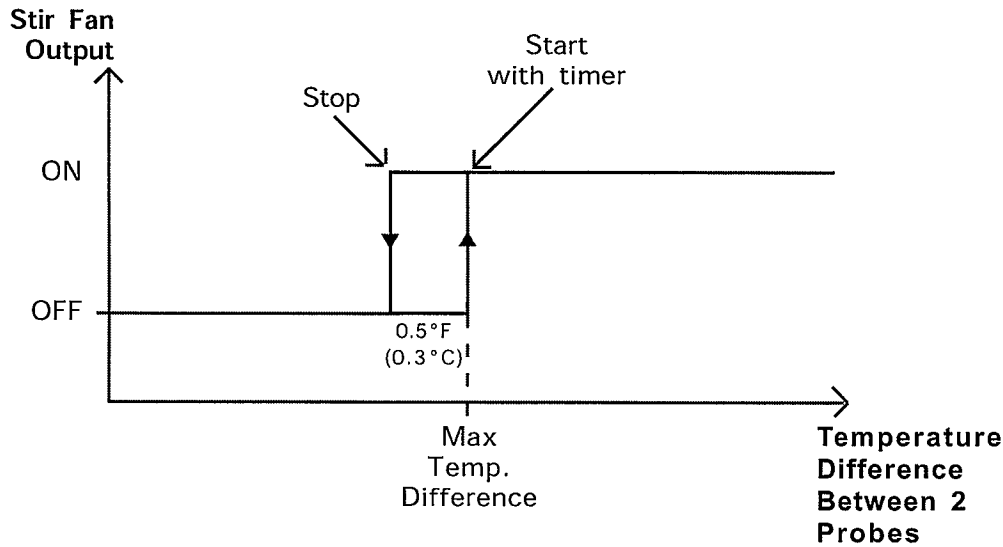 Stir Fan
Output
Start
with timer
Stop
ON
OFF
0.5°F
(0.3°C)
Max
Temp.
Difference
Temperature
Difference
Between 2
Probes